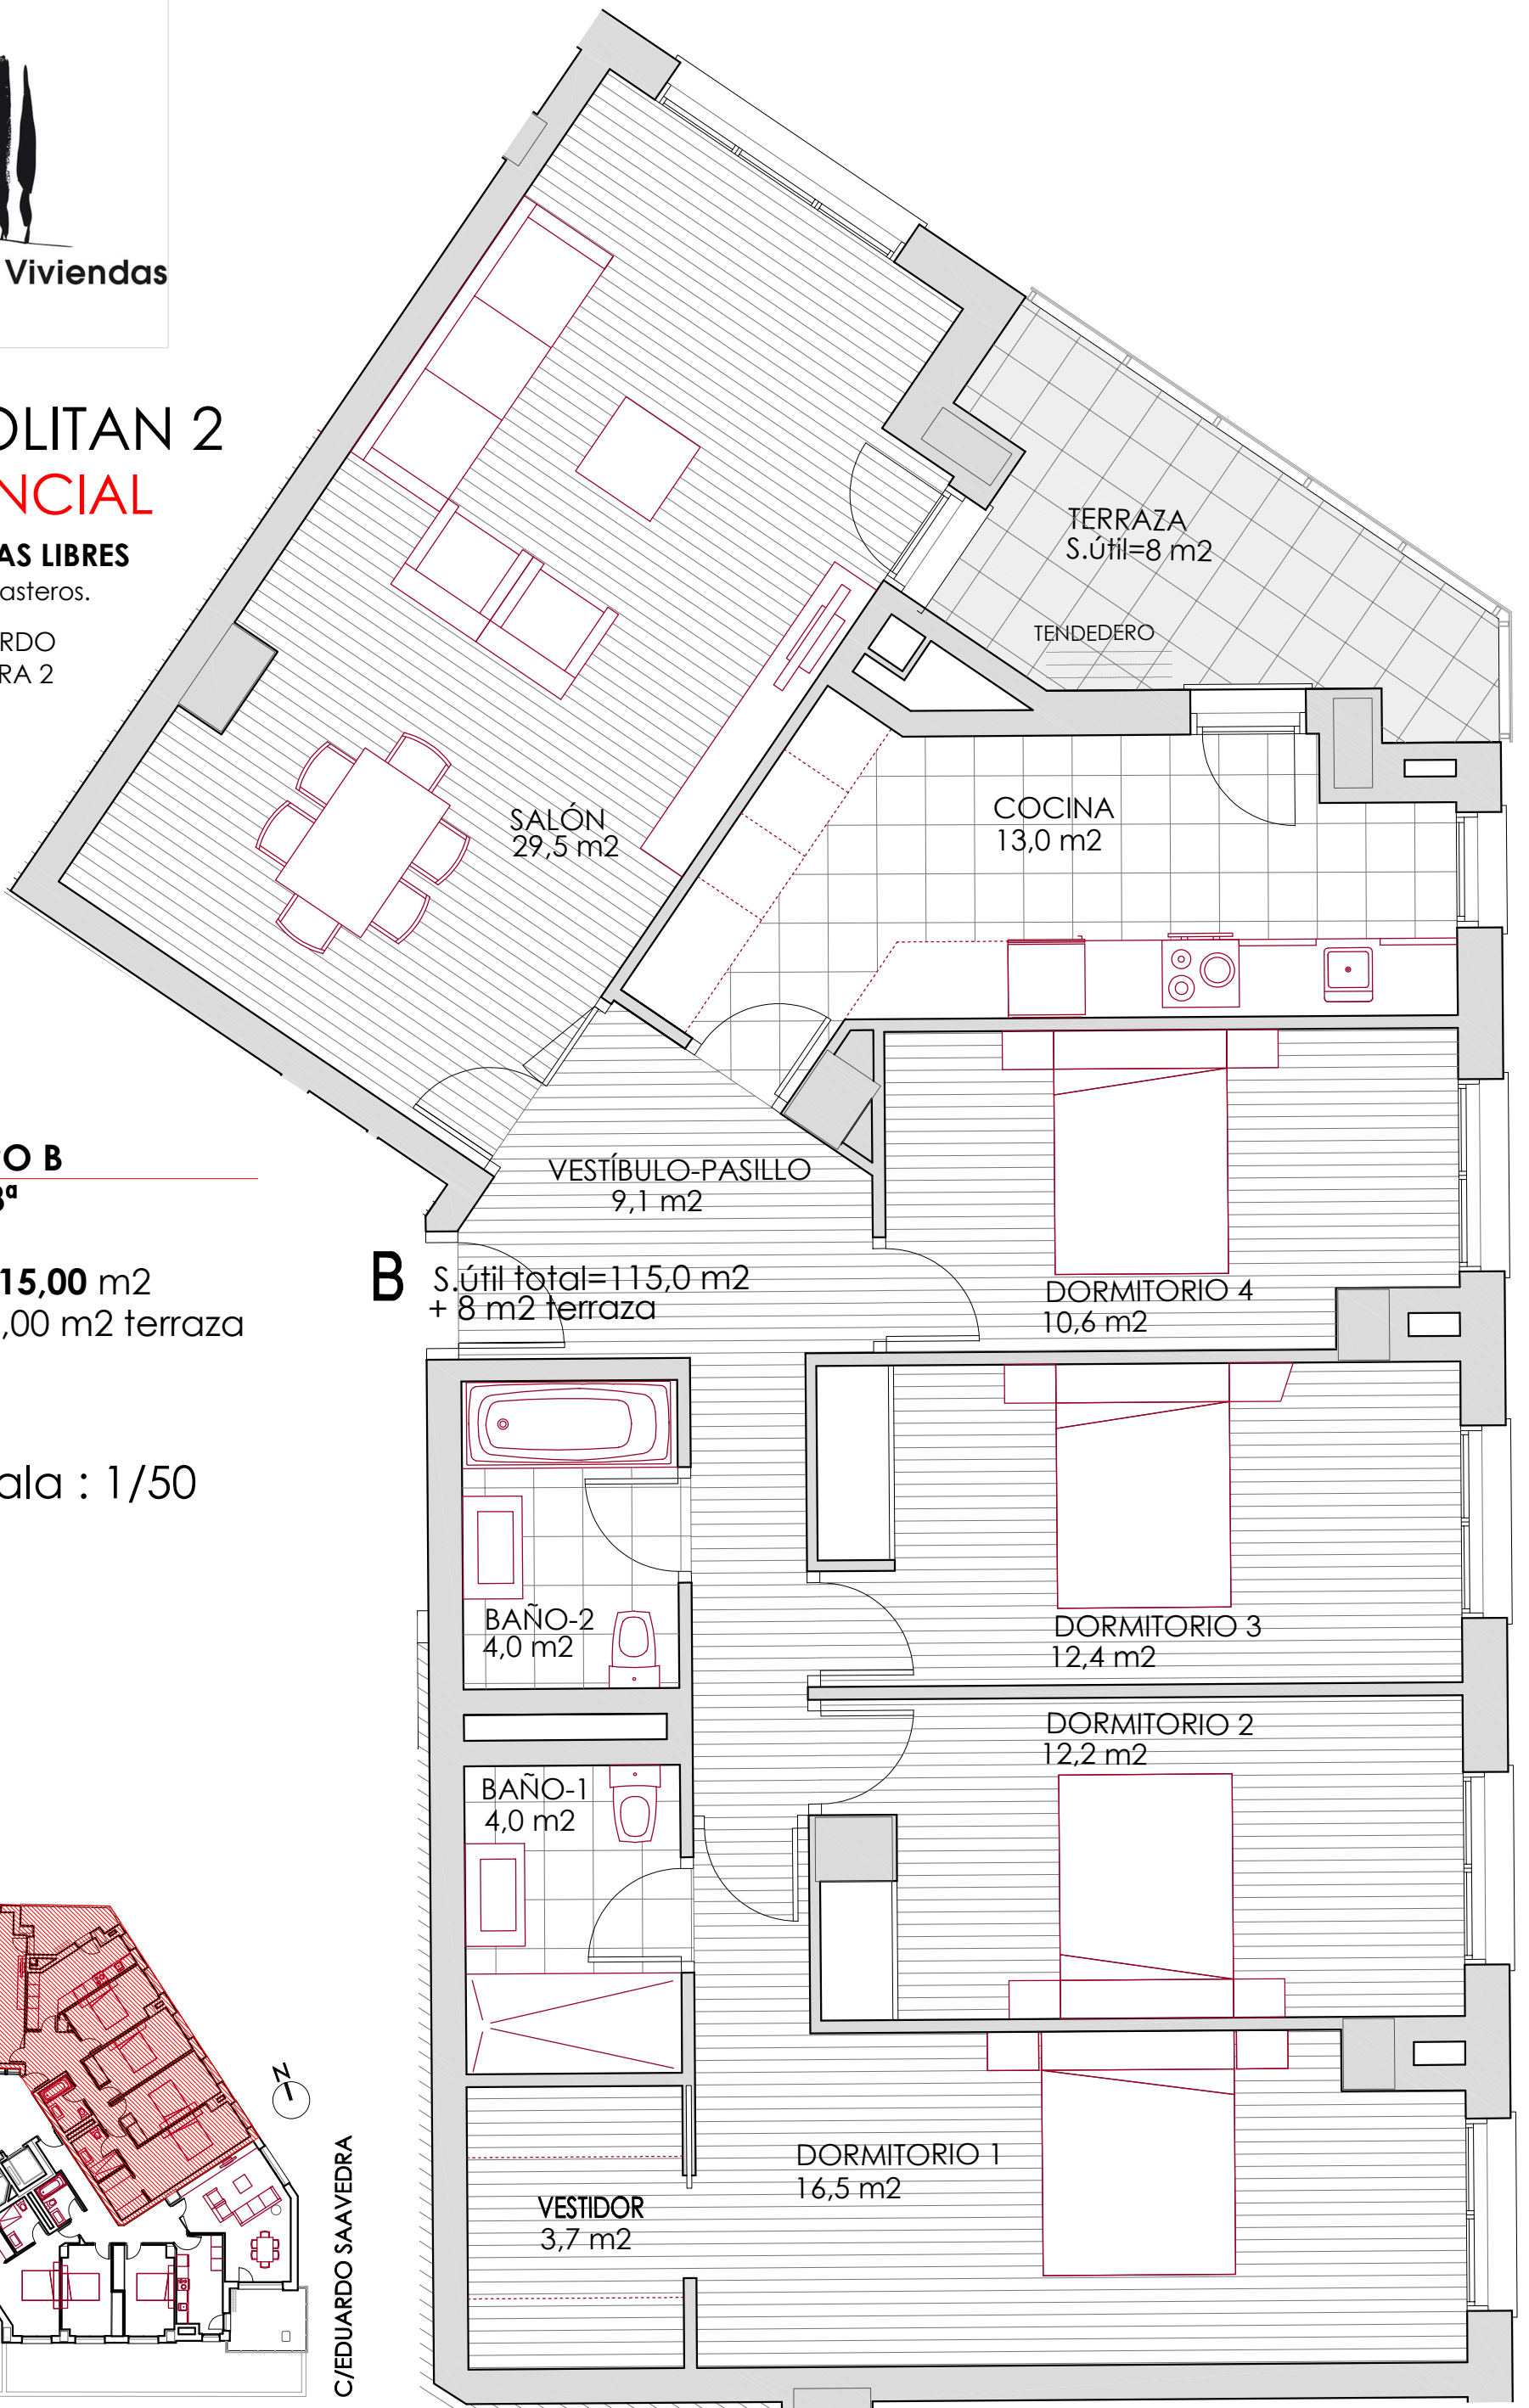 Viviendas
OLITAN 2
NCIAL
AS LIBRES
asteros.
RDO
RA 2
O B
3ª
15,00 m2
,00 m2 terraza
ala : 1/50
TERRAZA
S.útil=8 m2
TENDEDERO
SALÓN
29,5 m2
COCINA
13,0 m2
VESTÍBULO-PASILLO
9,1 m2
B S.útil total=115,0 m2
+ 8 m2 terraza
DORMITORIO 4
10,6 m2
BAÑO-2
4,0 m2
DORMITORIO 3
12,4 m2
DORMITORIO 2
12,2 m2
BAÑO-1
4,0 m2
DORMITORIO 1
16,5 m2
VESTIDOR
3,7 m2
N
C/EDUARDO SAAVEDRA